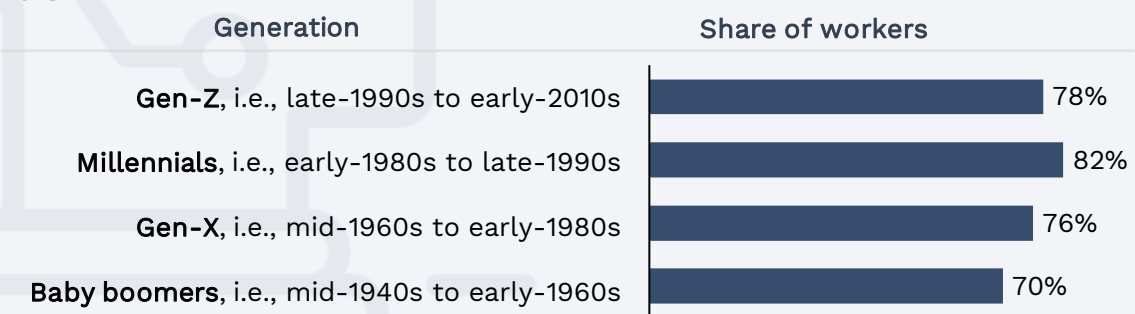 Generation Share of workers
Gen-Z, i.e., late-1990s to early-2010s 78%
Millennials, i.e., early-1980s to late-1990s 82%
Gen-X, i.e., mid-1960s to early-1980s 76%
Baby boomers, i.e., mid-1940s to early-1960s 70%